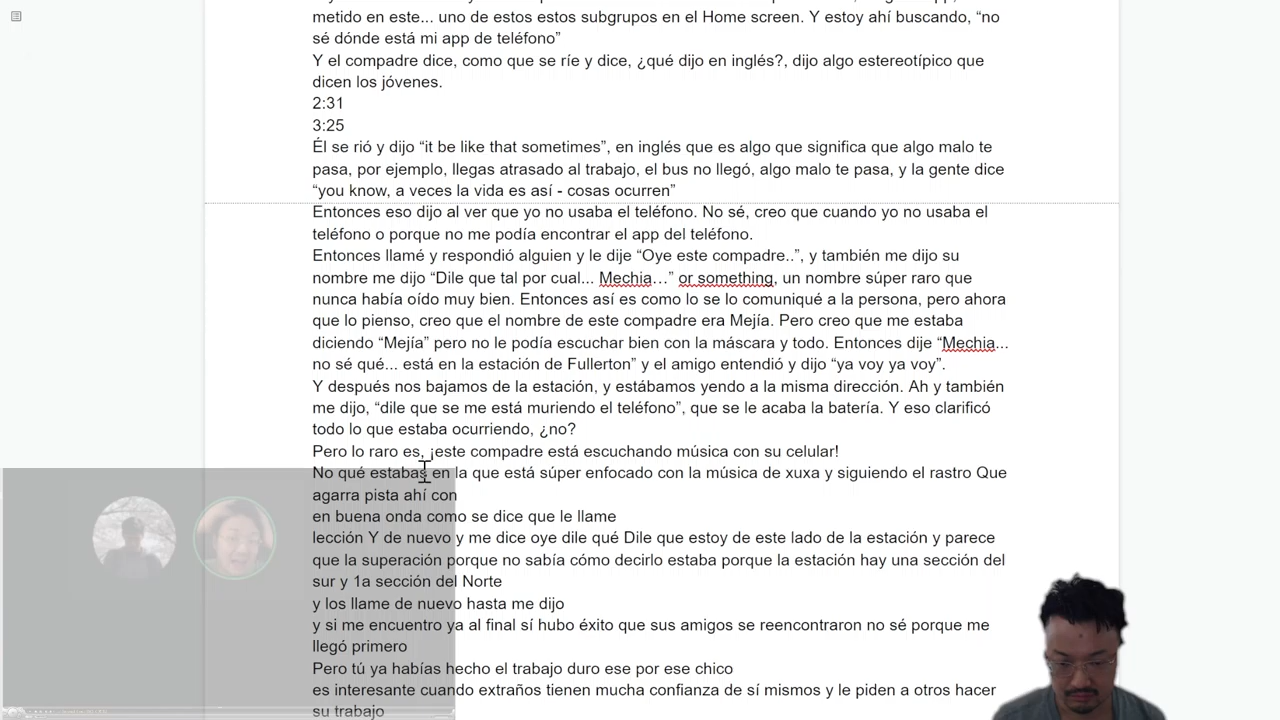 metido en este... uno de estos estos subgrupos en el Home screen. Y estoy ahí buscando, “no
sé dónde está mi app de teléfono”
Y el compadre dice, como que se ríe y dice, ¿qué dijo en inglés?, dijo algo estereotípico que
dicen los jóvenes.
2:31
3:25
Él se rió y dijo “it be like that sometimes”, en inglés que es algo que significa que algo malo te
pasa, por ejemplo, llegas atrasado al trabajo, el bus no llegó, algo malo te pasa, y la gente dice
“you know, a veces la vida es así - cosas ocurren”
Entonces eso dijo al ver que yo no usaba el teléfono. No sé, creo que cuando yo no usaba el
teléfono o porque no me podía encontrar el app del teléfono.
Entonces llamé y respondió alguien y le dije “Oye este compadre..”, y también me dijo su
nombre me dijo “Dile que tal por cual... Mechia…” or something, un nombre súper raro que
nunca había oído muy bien. Entonces así es como lo se lo comuniqué a la persona, pero ahora
que lo pienso, creo que el nombre de este compadre era Mejía. Pero creo que me estaba
diciendo “Mejía” pero no le podía escuchar bien con la máscara y todo. Entonces dije “Mechia...
no sé qué... está en la estación de Fullerton” y el amigo entendió y dijo “ya voy ya voy”.
Y después nos bajamos de la estación, y estábamos yendo a la misma dirección. Ah y también
me dijo, “dile que se me está muriendo el teléfono”, que se le acaba la batería. Y eso clarificó
todo lo que estaba ocurriendo, ¿no?
Pero lo raro es, ¡este compadre está escuchando música con su celular!
No qué estabas en la que está súper enfocado con la música de xuxa y siguiendo el rastro Que
agarra pista ahí con
en buena onda como se dice que le llame
lección Y de nuevo y me dice oye dile qué Dile que estoy de este lado de la estación y parece
que la superación porque no sabía cómo decirlo estaba porque la estación hay una sección del
sur y 1a sección del Norte
y los llame de nuevo hasta me dijo
y si me encuentro ya al final sí hubo éxito que sus amigos se reencontraron no sé porque me
llegó primero
Pero tú ya habías hecho el trabajo duro ese por ese chico
es interesante cuando extraños tienen mucha confianza de sí mismos y le piden a otros hacer
su trabajo